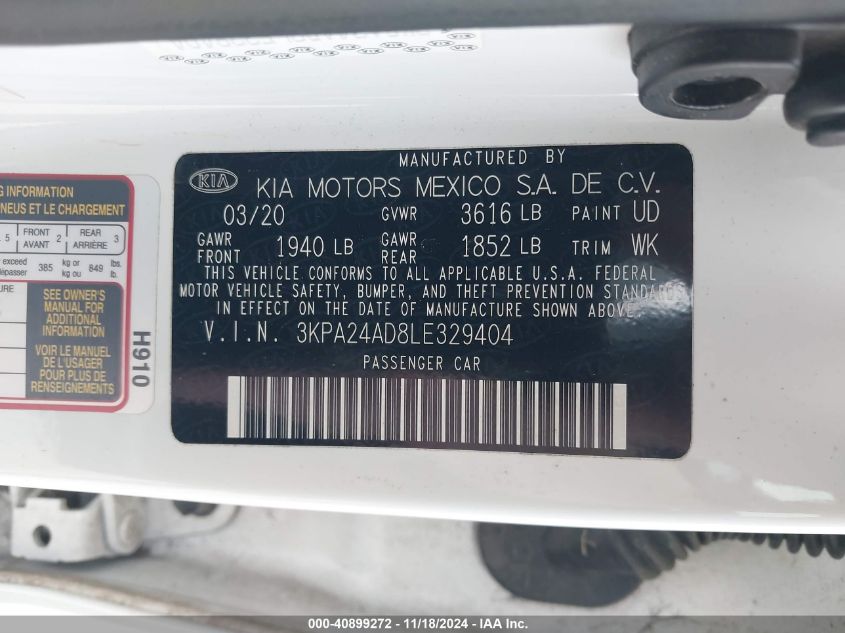 MANUFACTURED BY
KIA KIA MOTORS MEXICO S.A. DE C.V.
03/20 GVWR 3616 LB PAINT UD
GAWR FRONT 1940 LB GAWR REAR 1852 LB TRIM WK
THIS VEHICLE CONFORMS TO ALL APPLICABLE U.S.A. FEDERAL
MOTOR VEHICLE SAFETY, BUMPER, AND THEFT PREVENTION STANDARDS
IN EFFECT ON THE DATE OF MANUFACTURE SHOWN ABOVE
V.I.N. 3KPA24AD8LE329404
PASSENGER CAR
INFORMATION
NEUS ET LE CHARGEMENT
5 FRONT AVANT 2 REAR ARRIÈRE 3
exceed
385 kg or kg ou 849 lbs. lb.
SEE OWNER'S
MANUAL FOR
ADDITIONAL
INFORMATION
VOIR LE MANUEL
DE L'USAGER
POUR PLUS DE
RENSEIGNEMENTS
H910
000-40899272 - 11/18/2024 - IAA Inc.